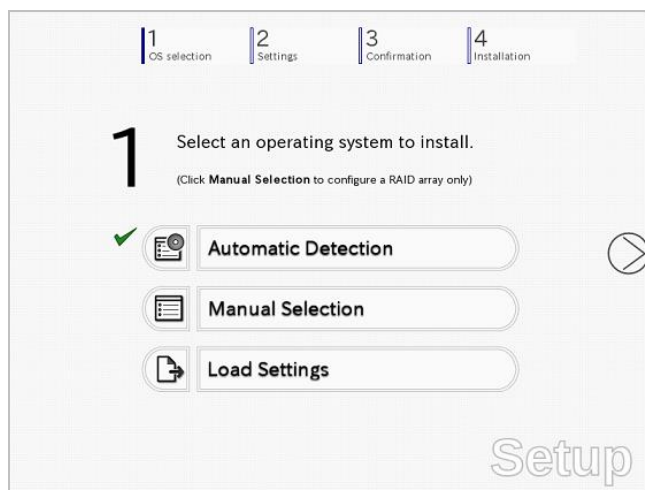 1
OS selection
2
Settings
3
Confirmation
4
Installation
1
Select an operating system to install.
(Click Manual Selection to configure a RAID array only)
Automatic Detection
Manual Selection
Load Settings
Setup